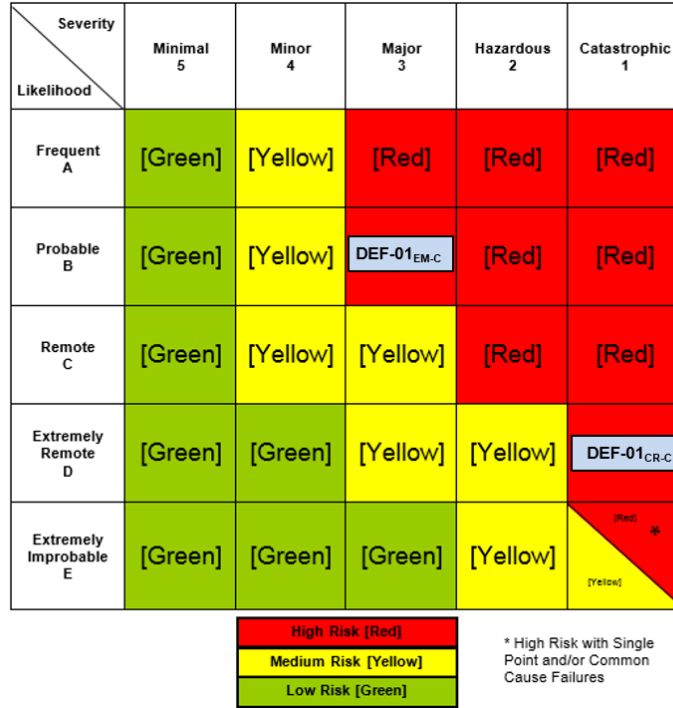 Severity
Likelihood
Minimal
5
Minor
4
Major
3
Hazardous
2
Catastrophic
1
Frequent
A
[Green]
[Yellow]
[Red]
[Red]
[Red]
Probable
B
[Green]
[Yellow]
DEF-01EM-C
[Red]
[Red]
Remote
C
[Green]
[Yellow]
[Yellow]
[Red]
[Red]
Extremely
Remote
D
[Green]
[Green]
[Yellow]
[Yellow]
DEF-01CR-C
Extremely
Improbable
E
[Green]
[Green]
[Green]
[Yellow]
[Red]
*
[Yellow]
High Risk [Red]
Medium Risk [Yellow]
Low Risk [Green]
* High Risk with Single
Point and/or Common
Cause Failures